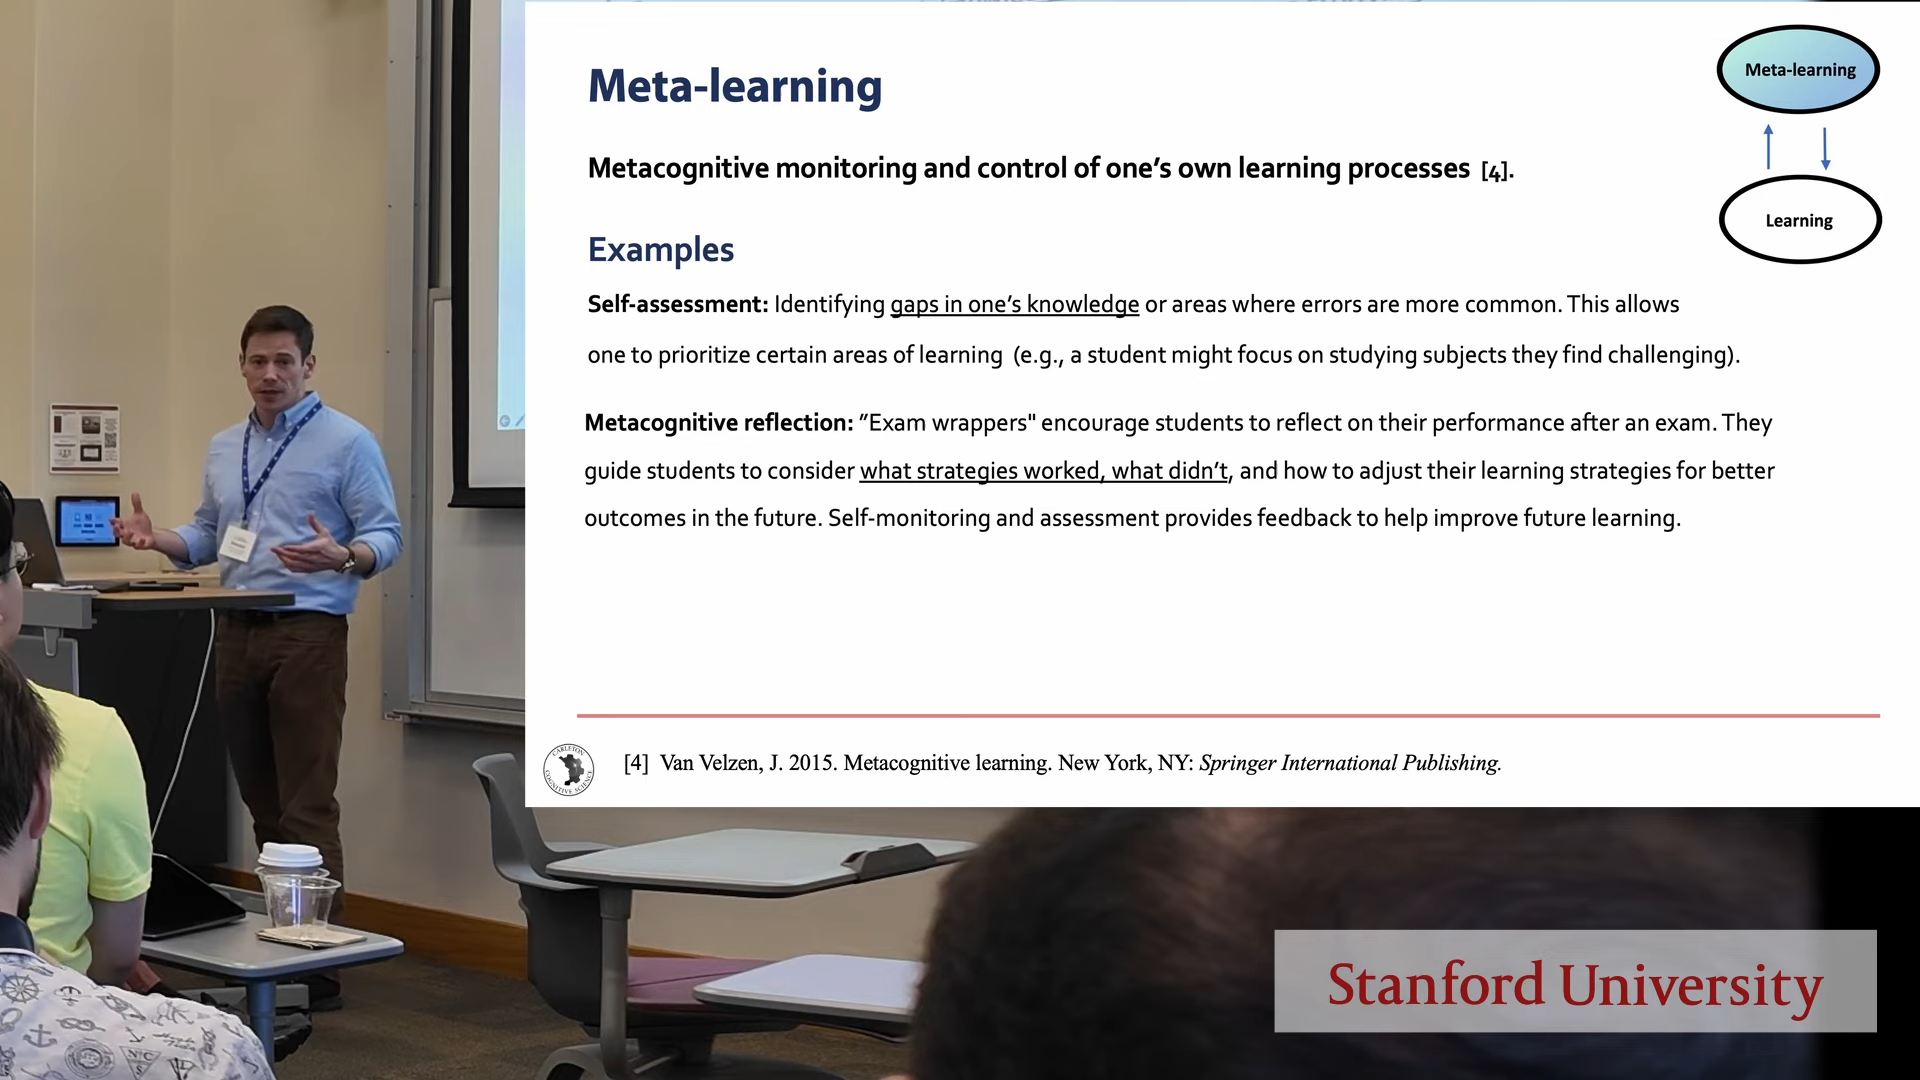 Meta-learning
Meta-learning
Metacognitive monitoring and control of one's own learning processes [4].
Learning
Examples
Self-assessment: Identifying gaps in one's knowledge or areas where errors are more common. This allows
one to prioritize certain areas of learning (e.g., a student might focus on studying subjects they find challenging).
Metacognitive reflection: "Exam wrappers" encourage students to reflect on their performance after an exam. They
guide students to consider what strategies worked, what didn't, and how to adjust their learning strategies for better
outcomes in the future. Self-monitoring and assessment provides feedback to help improve future learning.
CARLETON
COGNITIVE SCIENCE
[4] Van Velzen, J. 2015. Metacognitive learning. New York, NY: Springer International Publishing.
Stanford University